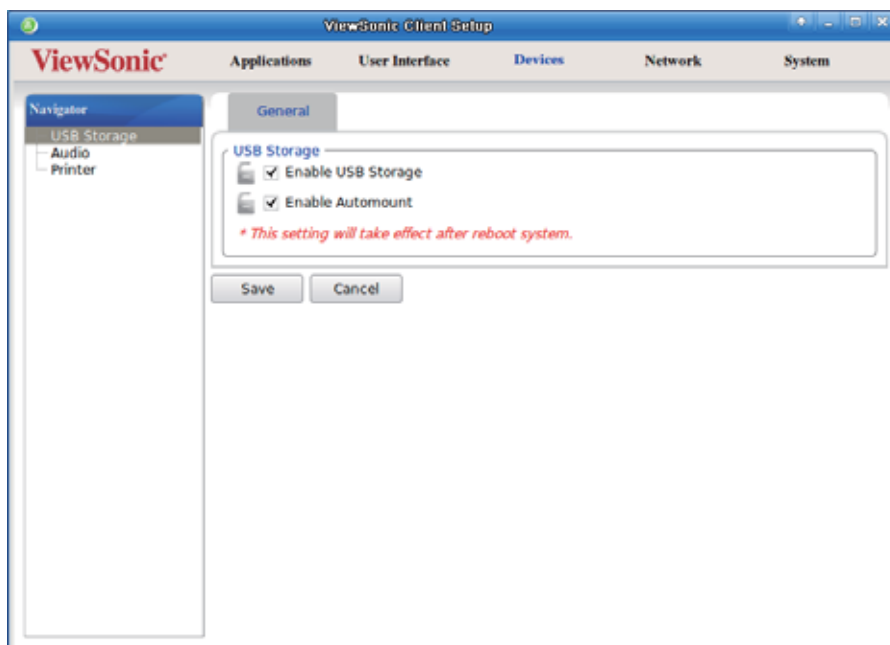 ViewSonic Client Setup
ViewSonic
Applications User Interface Devices Network System
Navigator
USB Storage
Audio
Printer
General
USB Storage
Enable USB Storage
Enable Automount
* This setting will take effect after reboot system.
Save Cancel